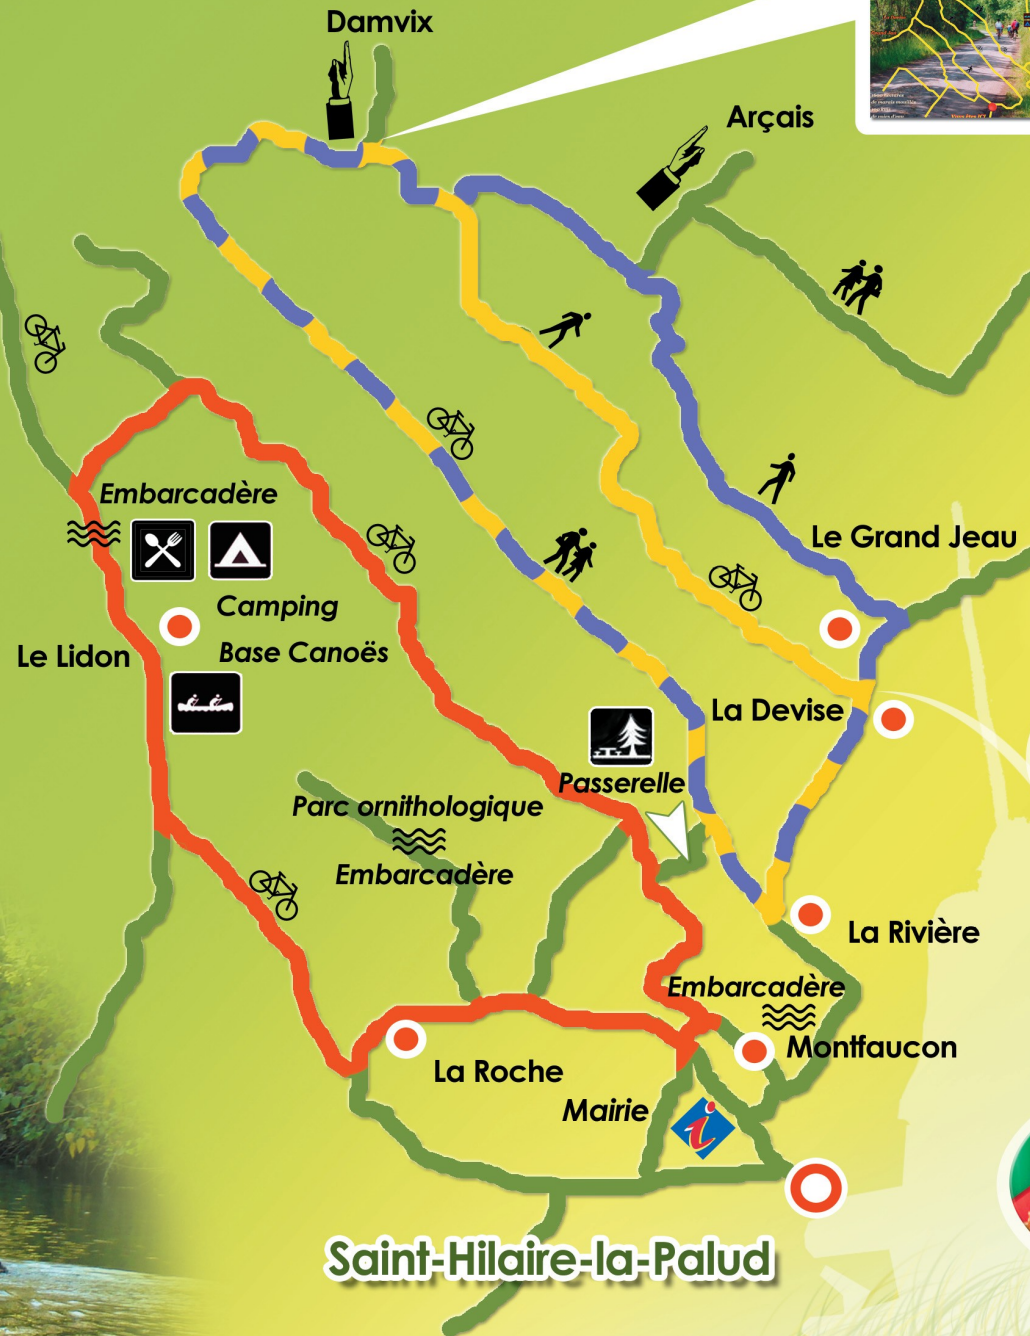 Damvix
Arçais
Embarcadère
Le Grand Jeau
Camping
Le Lidon
Base Canoës
La Devise
Passerelle
Parc ornithologique
Embarcadère
La Rivière
Embarcadère
Montfaucon
La Roche
Mairie
i
Saint-Hilaire-la-Palud